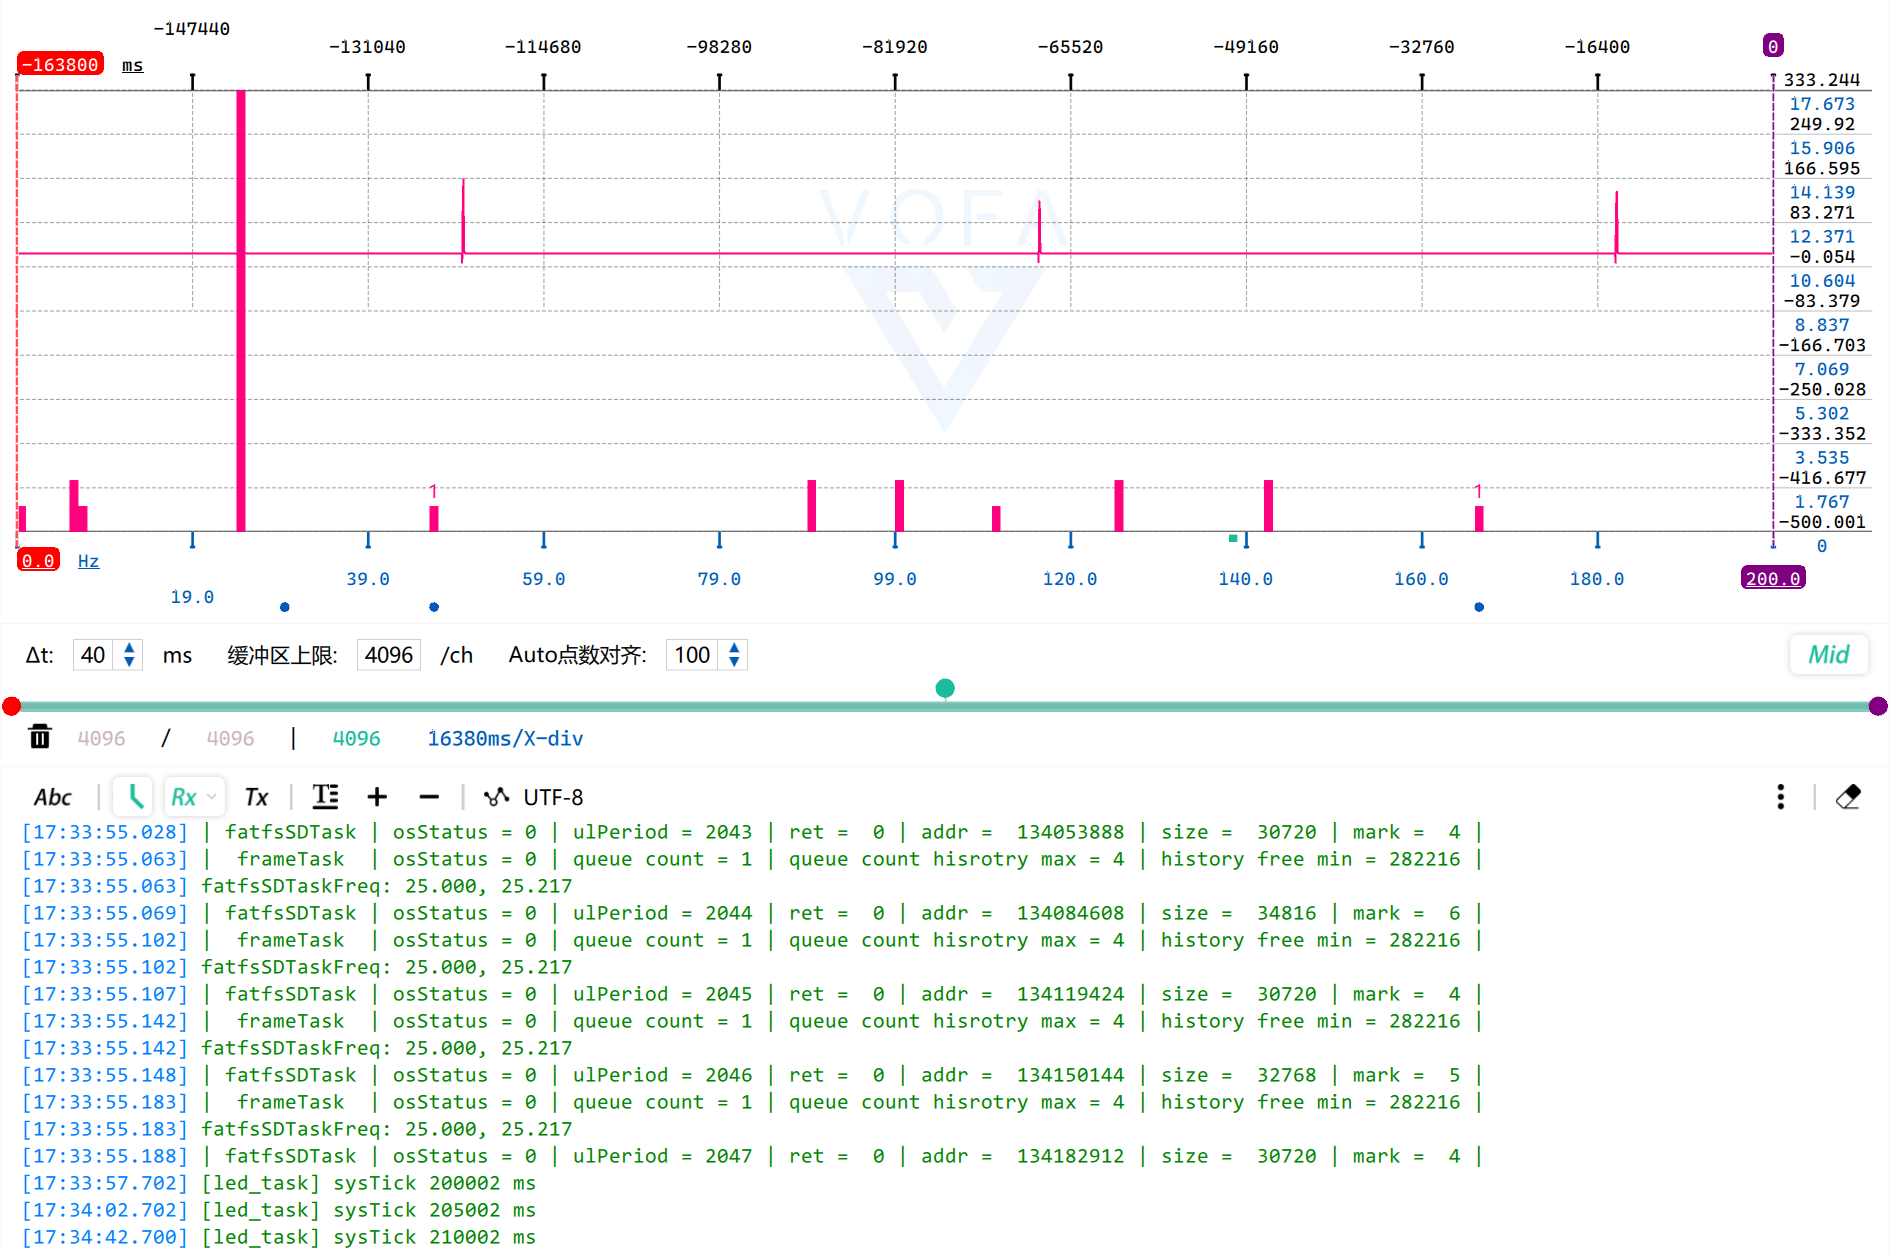 -147440
-131040 -114680 -98280 -81920 -65520 -49160 -32760 -16400 0
-163800 ms
333.244
17.673
249.92
15.906
166.595
14.139
83.271
12.371
-0.054
10.604
-83.379
8.837
-166.703
7.069
-250.028
5.302
-333.352
3.535
-416.677
1.767
-500.001
0
VOFA
1 1
0.0 Hz
19.0 39.0 59.0 79.0 99.0 120.0 140.0 160.0 180.0 200.0
Δt: 40 ms 缓冲区上限: 4096 /ch Auto点数对齐: 100 Mid
4096 / 4096 | 4096 16380ms/X-div
Abc | Rx Tx | T + − | UTF-8
[17:33:55.028] | fatfsSDTask | osStatus = 0 | ulPeriod = 2043 | ret = 0 | addr = 134053888 | size = 30720 | mark = 4 |
[17:33:55.063] | frameTask | osStatus = 0 | queue count = 1 | queue count hisrotry max = 4 | history free min = 282216 |
[17:33:55.063] fatfsSDTaskFreq: 25.000, 25.217
[17:33:55.069] | fatfsSDTask | osStatus = 0 | ulPeriod = 2044 | ret = 0 | addr = 134084608 | size = 34816 | mark = 6 |
[17:33:55.102] | frameTask | osStatus = 0 | queue count = 1 | queue count hisrotry max = 4 | history free min = 282216 |
[17:33:55.102] fatfsSDTaskFreq: 25.000, 25.217
[17:33:55.107] | fatfsSDTask | osStatus = 0 | ulPeriod = 2045 | ret = 0 | addr = 134119424 | size = 30720 | mark = 4 |
[17:33:55.142] | frameTask | osStatus = 0 | queue count = 1 | queue count hisrotry max = 4 | history free min = 282216 |
[17:33:55.142] fatfsSDTaskFreq: 25.000, 25.217
[17:33:55.148] | fatfsSDTask | osStatus = 0 | ulPeriod = 2046 | ret = 0 | addr = 134150144 | size = 32768 | mark = 5 |
[17:33:55.183] | frameTask | osStatus = 0 | queue count = 1 | queue count hisrotry max = 4 | history free min = 282216 |
[17:33:55.183] fatfsSDTaskFreq: 25.000, 25.217
[17:33:55.188] | fatfsSDTask | osStatus = 0 | ulPeriod = 2047 | ret = 0 | addr = 134182912 | size = 30720 | mark = 4 |
[17:33:57.702] [led_task] sysTick 200002 ms
[17:34:02.702] [led_task] sysTick 205002 ms
[17:34:42.700] [led_task] sysTick 210002 ms